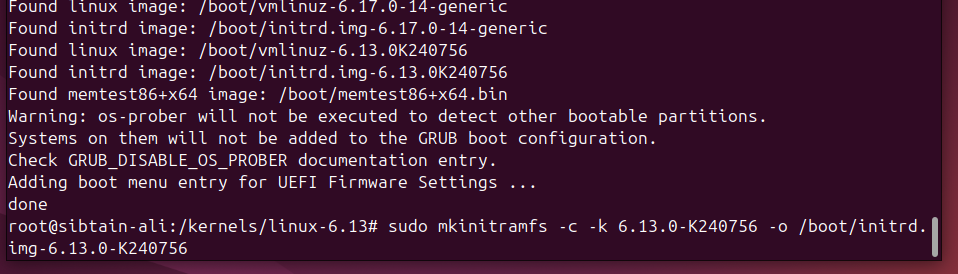 Found linux image: /boot/vmlinuz-6.17.0-14-generic
Found initrd image: /boot/initrd.img-6.17.0-14-generic
Found linux image: /boot/vmlinuz-6.13.0K240756
Found initrd image: /boot/initrd.img-6.13.0K240756
Found memtest86+x64 image: /boot/memtest86+x64.bin
Warning: os-prober will not be executed to detect other bootable partitions.
Systems on them will not be added to the GRUB boot configuration.
Check GRUB_DISABLE_OS_PROBER documentation entry.
Adding boot menu entry for UEFI Firmware Settings ...
done
root@sibtain-ali:/kernels/linux-6.13# sudo mkinitramfs -c -k 6.13.0-K240756 -o /boot/initrd.
img-6.13.0-K240756